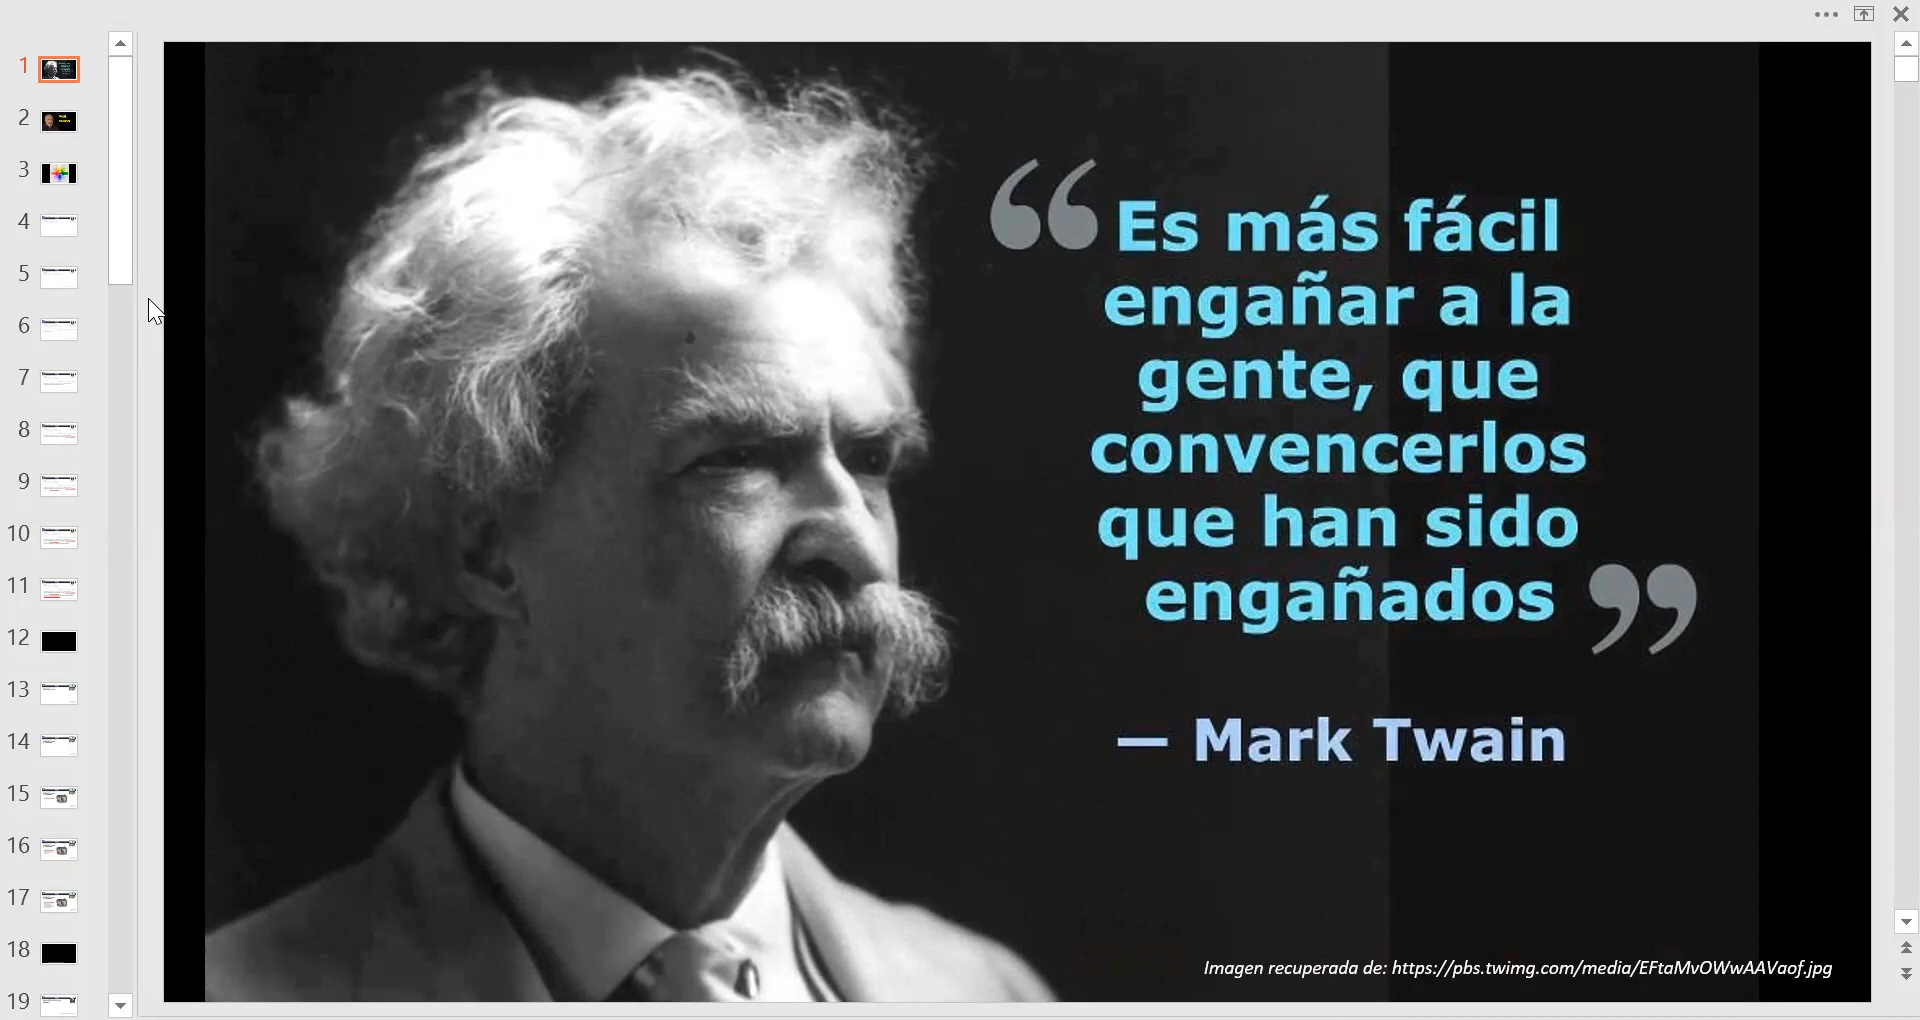 1
2
3
4
5
6
7
8
9
10
11
12
13
14
15
16
17
18
19
“Es más fácil
engañar a la
gente, que
convencerlos
que han sido
engañados”
— Mark Twain
Imagen recuperada de: https://pbs.twimg.com/media/EFtaMvOWwAAVaof.jpg